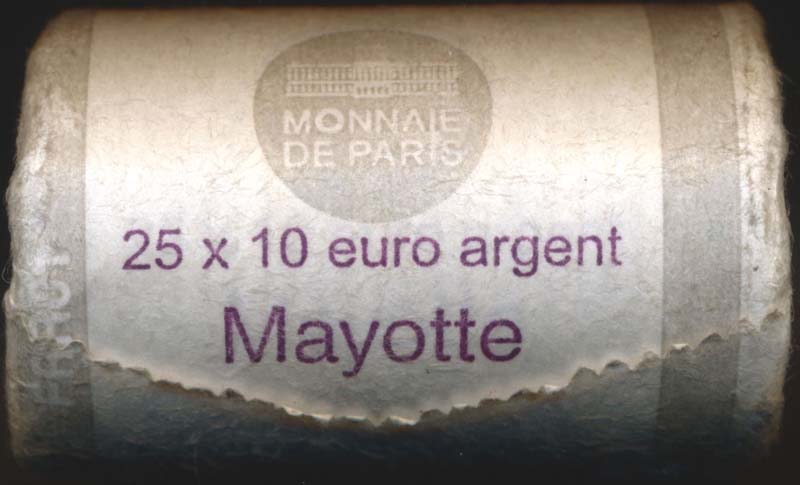 MONNAIE
DE PARIS
25 x 10 euro argent
Mayotte